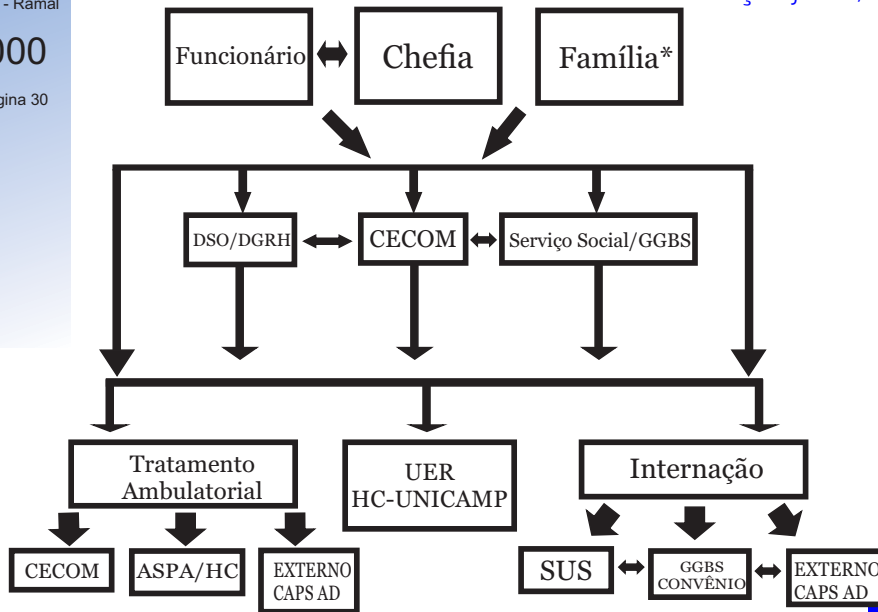 - Ramal
000
gina 30
Funcionário
Chefia
Família*
DSO/DGRH
CECOM
Serviço Social/GGBS
Tratamento
Ambulatorial
UER
HC-UNICAMP
Internação
CECOM
ASPA/HC
EXTERNO
CAPS AD
SUS
GGBS
CONVÊNIO
EXTERNO
CAPS AD